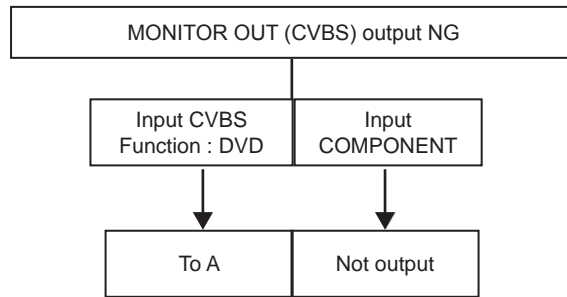 MONITOR OUT (CVBS) output NG
Input CVBS
Function : DVD
Input
COMPONENT
To A
Not output